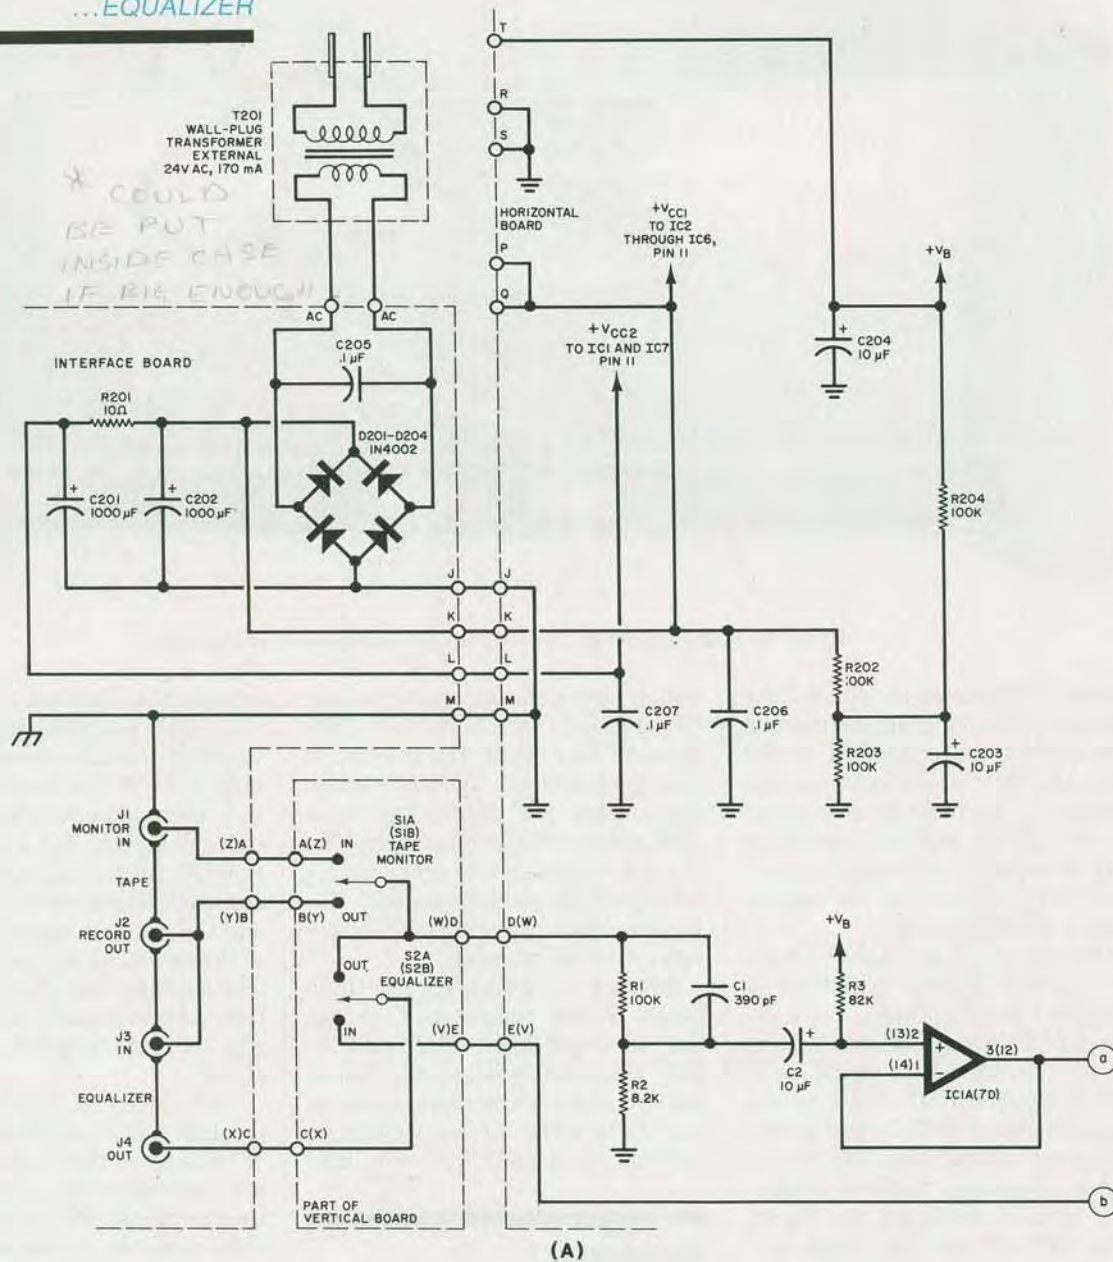 ...EQUALIZER
T
R
S
T201
WALL-PLUG
TRANSFORMER
EXTERNAL
24V AC, 170 mA
* COULD
BE PUT
INSIDE CASE
IF BIG ENOUGH
HORIZONTAL
BOARD
P
Q
+VCC1
TO IC2
THROUGH IC6,
PIN 11
+VB
AC
AC
+VCC2
TO IC1 AND IC7
PIN 11
C204
10 µF
+
INTERFACE BOARD
C205
.1 µF
R201
10Ω
D201-D204
1N4002
+
C201
1000 µF
+
C202
1000 µF
R204
100K
J
J
K
K
L
L
M
M
R202
:00K
C207
.1 µF
C206
.1 µF
R203
100K
+
C203
10 µF
J1
MONITOR
IN
(Z)A
A(Z)
IN
S1A
(S1B)
TAPE
MONITOR
TAPE
(Y)B
B(Y)
OUT
J2
RECORD
OUT
(W)D
D(W)
OUT
S2A
(S2B)
EQUALIZER
IN
+VB
R1
100K
C1
390 pF
R3
82K
J3
IN
(V)E
E(V)
+
C2
10 µF
(13)2
+
(14)1
−
3(12)
a
IC1A(7D)
R2
8.2K
EQUALIZER
J4
OUT
(X)C
C(X)
PART OF
VERTICAL BOARD
b
(A)